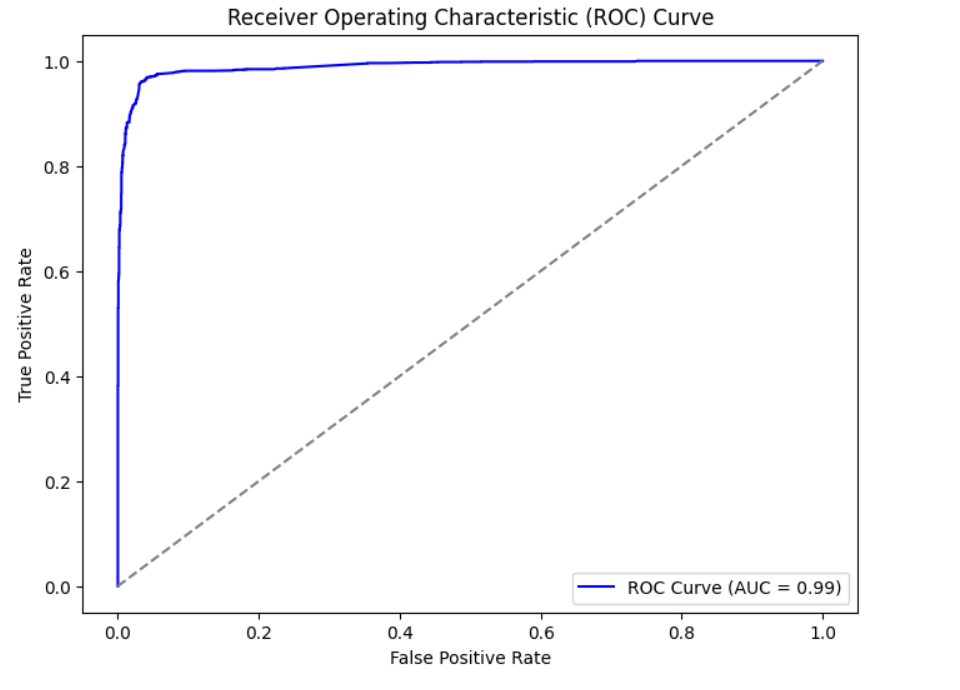 Receiver Operating Characteristic (ROC) Curve
True Positive Rate
1.0
0.8
0.6
0.4
0.2
0.0
ROC Curve (AUC = 0.99)
0.0 0.2 0.4 0.6 0.8 1.0
False Positive Rate